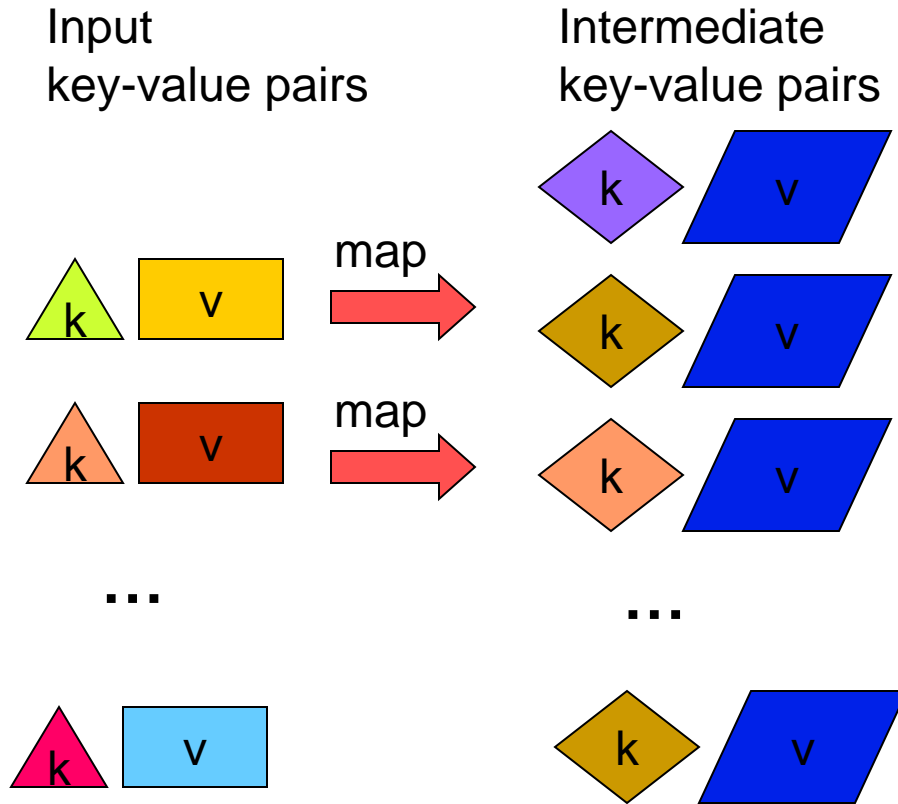 Input
key-value pairs
Intermediate
key-value pairs
k v
map
k v
k v
map
k v
k v
...
...
k v
k v